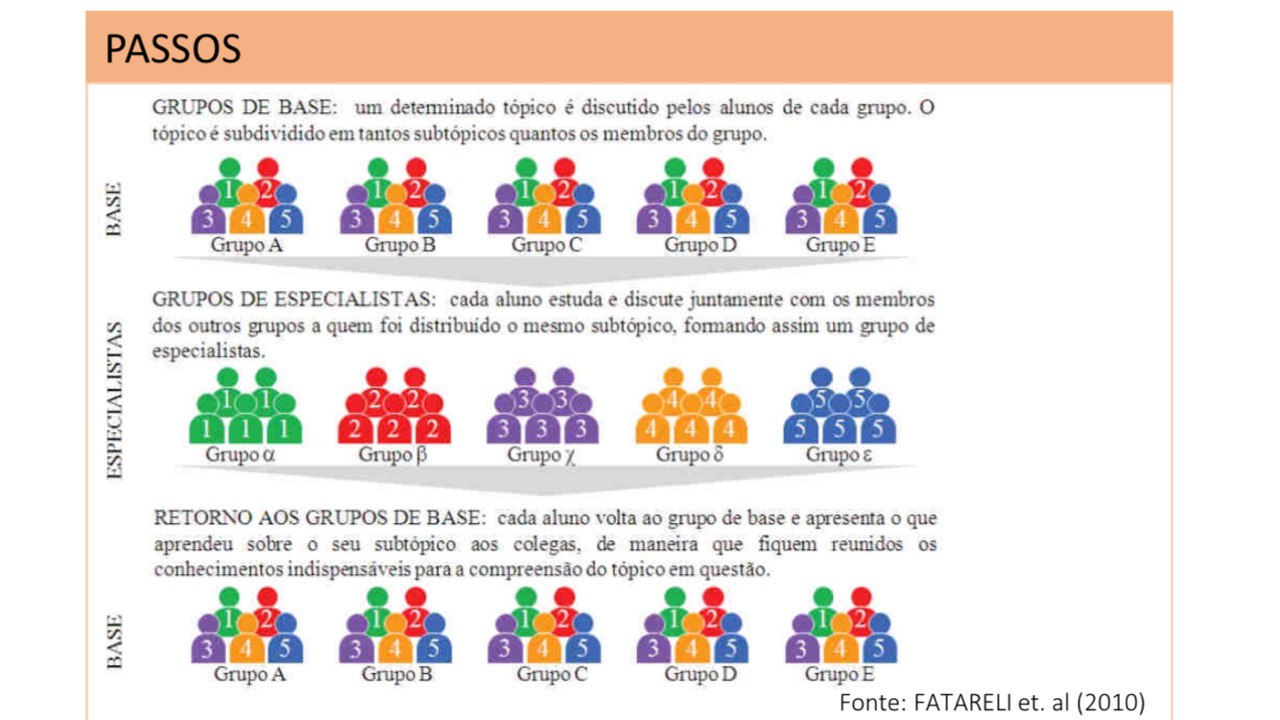 PASSOS
GRUPOS DE BASE: um determinado tópico é discutido pelos alunos de cada grupo. O
tópico é subdividido em tantos subtópicos quantos os membros do grupo.
BASE
1 2 1 2 1 2 1 2 1 2
3 4 5 3 4 5 3 4 5 3 4 5 3 4 5
Grupo A Grupo B Grupo C Grupo D Grupo E
GRUPOS DE ESPECIALISTAS: cada aluno estuda e discute juntamente com os membros
dos outros grupos a quem foi distribuído o mesmo subtópico, formando assim um grupo de
especialistas.
ESPECIALISTAS
1 1 2 2 3 3 4 4 5 5
1 1 1 2 2 2 3 3 3 4 4 4 5 5 5
Grupo α Grupo β Grupo χ Grupo δ Grupo ε
RETORNO AOS GRUPOS DE BASE: cada aluno volta ao grupo de base e apresenta o que
aprendeu sobre o seu subtópico aos colegas, de maneira que fiquem reunidos os
conhecimentos indispensáveis para a compreensão do tópico em questão.
BASE
1 2 1 2 1 2 1 2 1 2
3 4 5 3 4 5 3 4 5 3 4 5 3 4 5
Grupo A Grupo B Grupo C Grupo D Grupo E
Fonte: FATARELI et. al (2010)